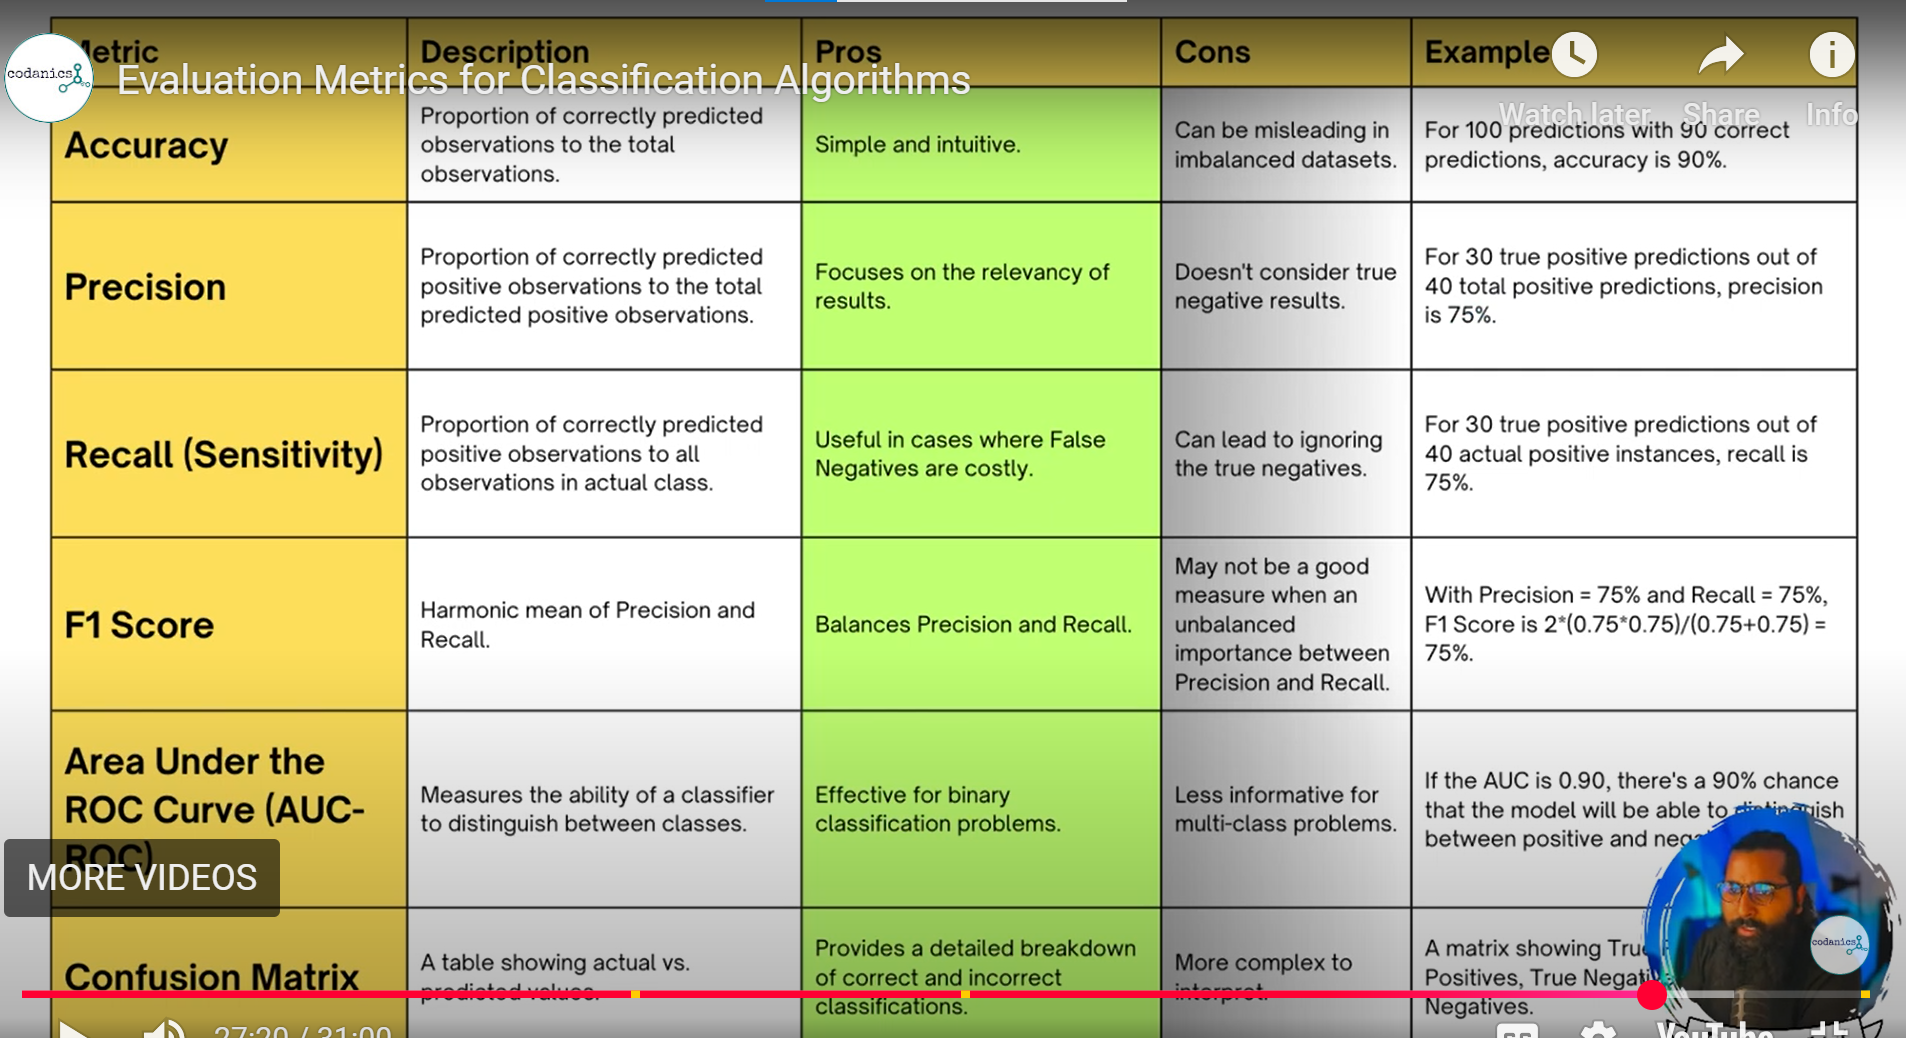 Metric
Description
Pros
Cons
Example
codanics
Evaluation Metrics for Classification Algorithms
Watch later
Share
Info
Accuracy
Proportion of correctly predicted
observations to the total
observations.
Simple and intuitive.
Can be misleading in
imbalanced datasets.
For 100 predictions with 90 correct
predictions, accuracy is 90%.
Precision
Proportion of correctly predicted
positive observations to the total
predicted positive observations.
Focuses on the relevancy of
results.
Doesn't consider true
negative results.
For 30 true positive predictions out of
40 total positive predictions, precision
is 75%.
Recall (Sensitivity)
Proportion of correctly predicted
positive observations to all
observations in actual class.
Useful in cases where False
Negatives are costly.
Can lead to ignoring
the true negatives.
For 30 true positive predictions out of
40 actual positive instances, recall is
75%.
F1 Score
Harmonic mean of Precision and
Recall.
Balances Precision and Recall.
May not be a good
measure when an
unbalanced
importance between
Precision and Recall.
With Precision = 75% and Recall = 75%,
F1 Score is 2*(0.75*0.75)/(0.75+0.75) =
75%.
Area Under the
ROC Curve (AUC-
ROC)
Measures the ability of a classifier
to distinguish between classes.
Effective for binary
classification problems.
Less informative for
multi-class problems.
If the AUC is 0.90, there's a 90% chance
that the model will be able to distinguish
between positive and
MORE VIDEOS
Confusion Matrix
A table showing actual vs.
predicted values.
Provides a detailed breakdown
of correct and incorrect
classifications.
More complex to
interpret.
A matrix showing True
Positives, True
Negatives.
codanics
27:20 / 31:00
CC
YouTube